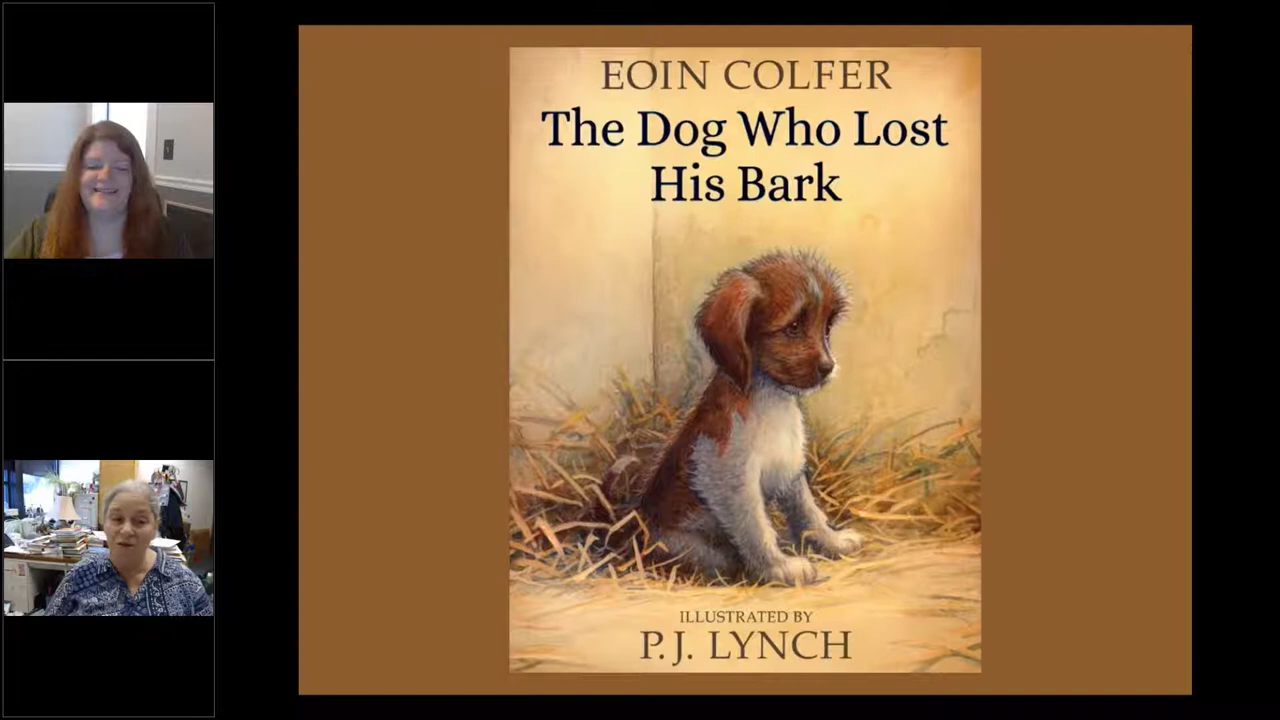 EOIN COLFER
The Dog Who Lost
His Bark
ILLUSTRATED BY
P. J. LYNCH